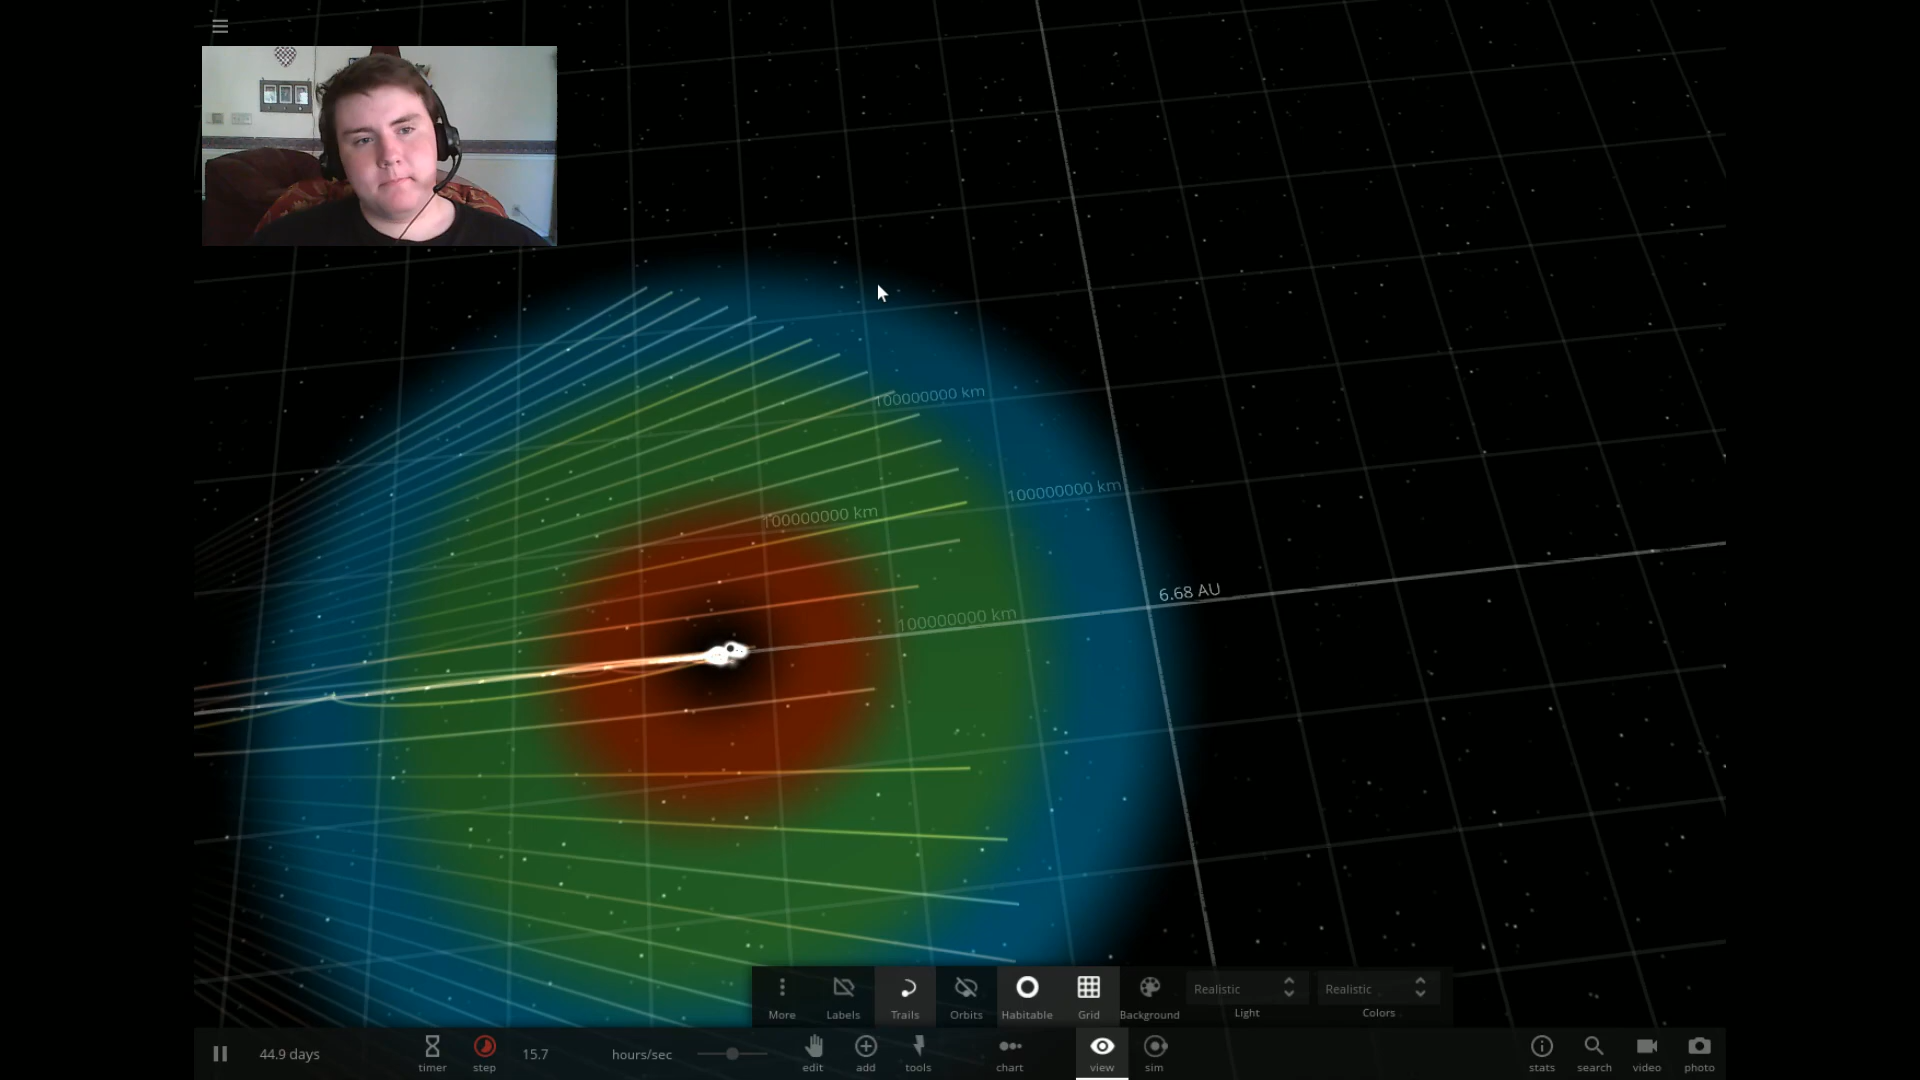 100000000 km
100000000 km
100000000 km
6.68 AU
100000000 km
More
Labels
Trails
Orbits
Habitable
Grid
Background
Realistic
Light
Realistic
Colors
44.9 days
timer
step
15.7
hours/sec
edit
add
tools
chart
view
sim
stats
search
video
photo